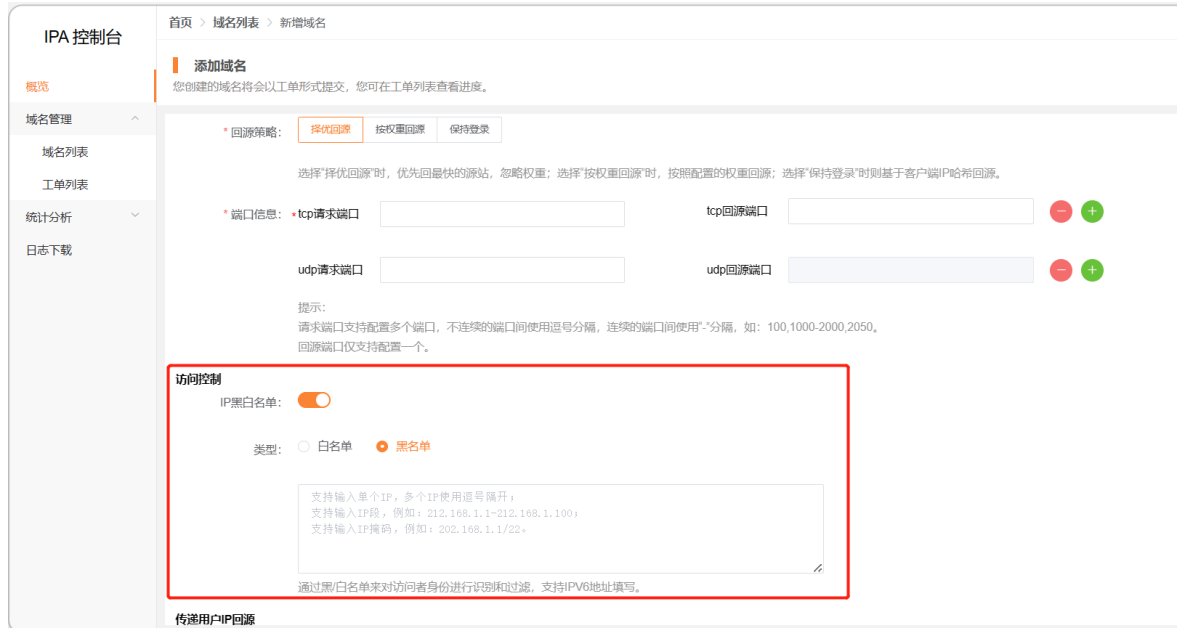 IPA 控制台
首页 > 域名列表 > 新增域名
添加域名
您创建的域名将会以工单形式提交，您可在工单列表查看进度。
概览
域名管理
域名列表
工单列表
统计分析
日志下载
* 回源策略： 择优回源 按权重回源 保持登录
选择"择优回源"时，优先回最快的源站，忽略权重；选择"按权重回源"时，按照配置的权重回源；选择"保持登录"时则基于客户端IP哈希回源。
* 端口信息： * tcp请求端口 tcp回源端口
udp请求端口 udp回源端口
提示：
请求端口支持配置多个端口，不连续的端口间使用逗号分隔，连续的端口间使用"-"分隔，如：100,1000-2000,2050。
回源端口仅支持配置一个。
访问控制
IP黑白名单：
类型： 白名单 黑名单
支持输入单个IP，多个IP使用逗号隔开；
支持输入IP段，例如：212.168.1.1-212.168.1.100；
支持输入IP掩码，例如：202.168.1.1/22。
通过黑/白名单来对访问者身份进行识别和过滤，支持IPV6地址填写。
传递用户IP回源